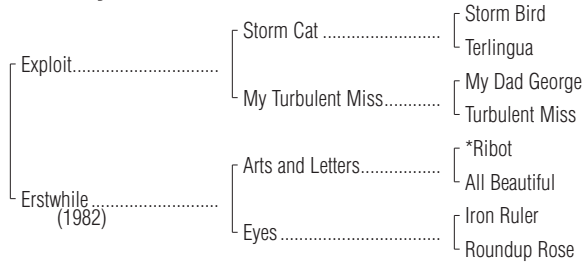 Storm Bird
Storm Cat ......................
Terlingua
Exploit............................
My Dad George
My Turbulent Miss...........
Turbulent Miss
*Ribot
Arts and Letters...............
All Beautiful
Erstwhile ........................
(1982)
Iron Ruler
Eyes ..............................
Roundup Rose